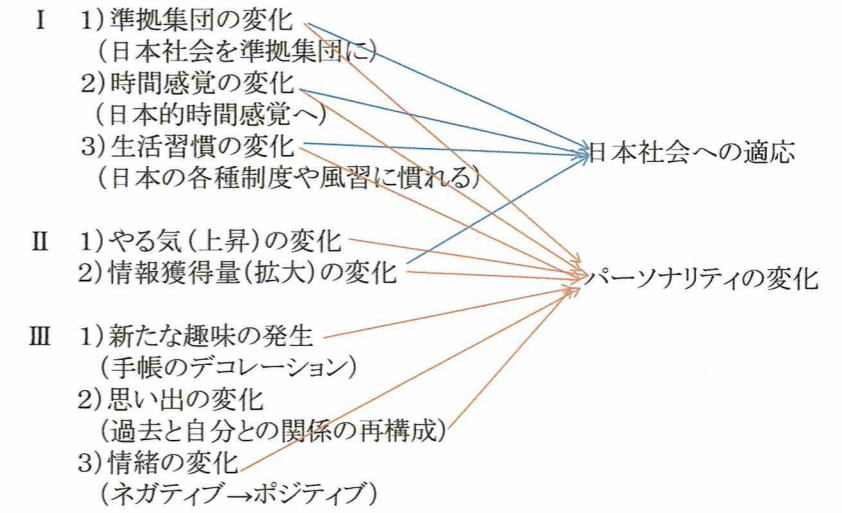 Ⅰ 1)準拠集団の変化
(日本社会を準拠集団に)
2)時間感覚の変化
(日本的時間感覚へ)
3)生活習慣の変化
(日本の各種制度や風習に慣れる)
日本社会への適応
Ⅱ 1)やる気(上昇)の変化
2)情報獲得量(拡大)の変化
パーソナリティの変化
Ⅲ 1)新たな趣味の発生
(手帳のデコレーション)
2)思い出の変化
(過去と自分との関係の再構成)
3)情緒の変化
(ネガティブ→ポジティブ)